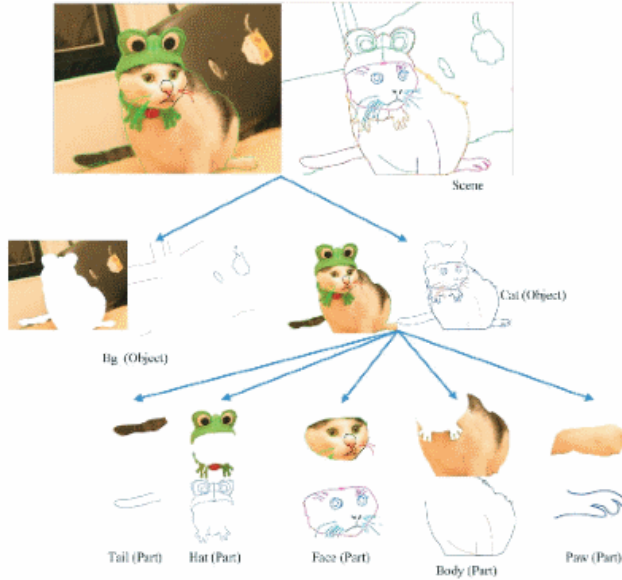 Scene
Cat (Object)
Bg (Object)
Tail (Part)
Hat (Part)
Face (Part)
Body (Part)
Paw (Part)